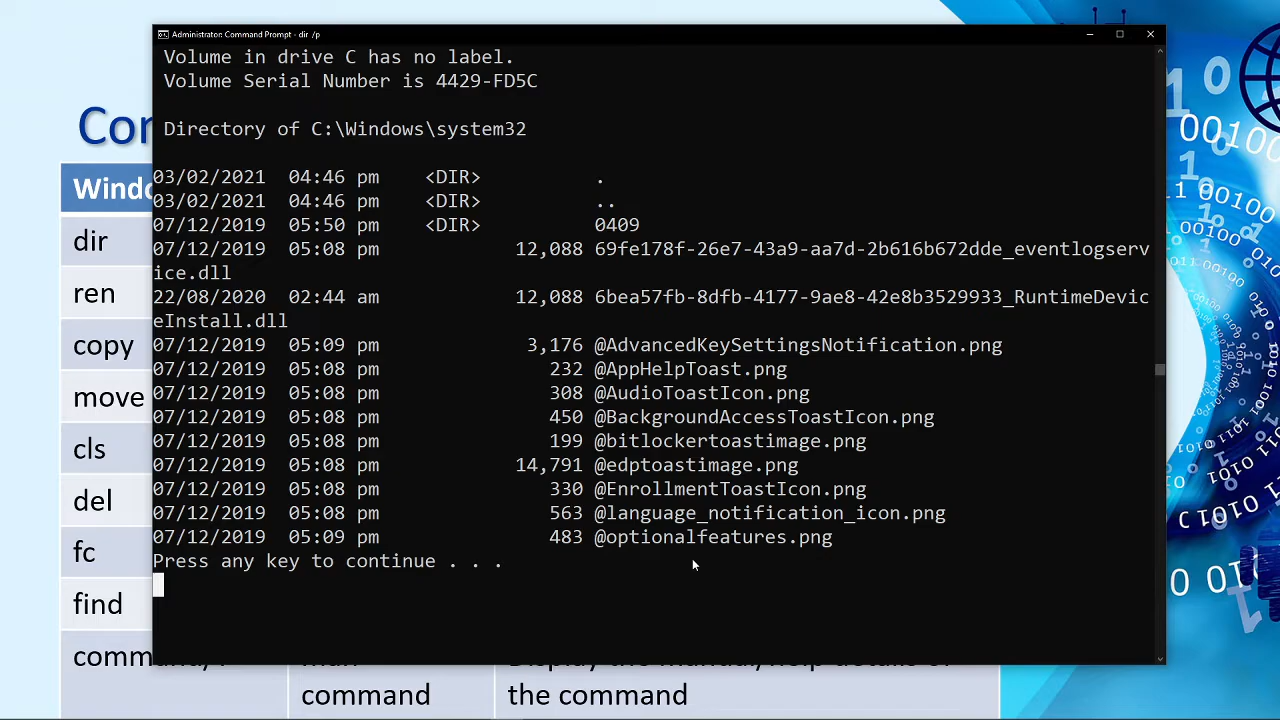 Administrator: Command Prompt - dir /p
Volume in drive C has no label.
Volume Serial Number is 4429-FD5C
Directory of C:\Windows\system32
03/02/2021 04:46 pm <DIR> .
03/02/2021 04:46 pm <DIR> ..
07/12/2019 05:50 pm <DIR> 0409
07/12/2019 05:08 pm 12,088 69fe178f-26e7-43a9-aa7d-2b616b672dde_eventlogserv
ice.dll
22/08/2020 02:44 am 12,088 6bea57fb-8dfb-4177-9ae8-42e8b3529933_RuntimeDevic
eInstall.dll
07/12/2019 05:09 pm 3,176 @AdvancedKeySettingsNotification.png
07/12/2019 05:08 pm 232 @AppHelpToast.png
07/12/2019 05:08 pm 308 @AudioToastIcon.png
07/12/2019 05:08 pm 450 @BackgroundAccessToastIcon.png
07/12/2019 05:08 pm 199 @bitlockertoastimage.png
07/12/2019 05:08 pm 14,791 @edptoastimage.png
07/12/2019 05:08 pm 330 @EnrollmentToastIcon.png
07/12/2019 05:08 pm 563 @language_notification_icon.png
07/12/2019 05:09 pm 483 @optionalfeatures.png
Press any key to continue . . .
Con
Windo
dir
ren
copy
move
cls
del
fc
find
command
command
the command